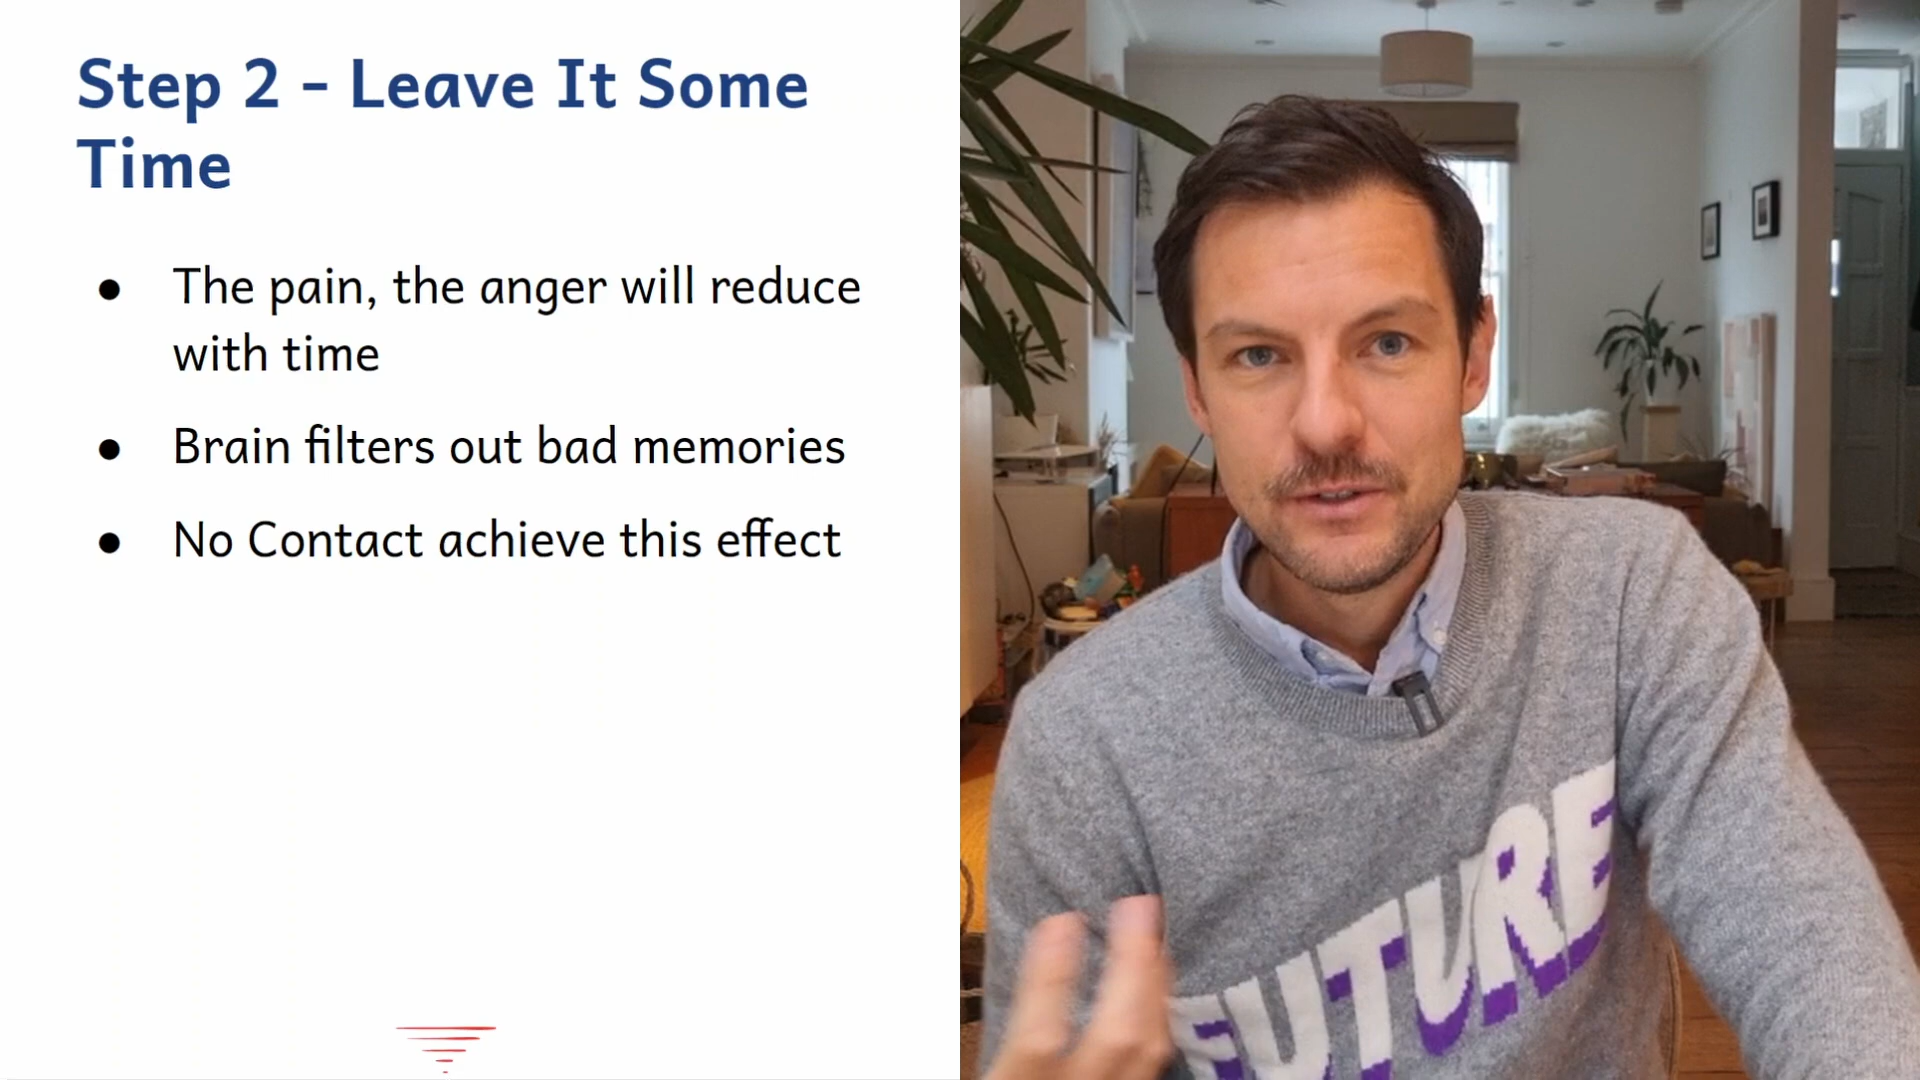 Step 2 - Leave It Some
Time
● The pain, the anger will reduce
with time
● Brain filters out bad memories
● No Contact achieve this effect
FUTURE